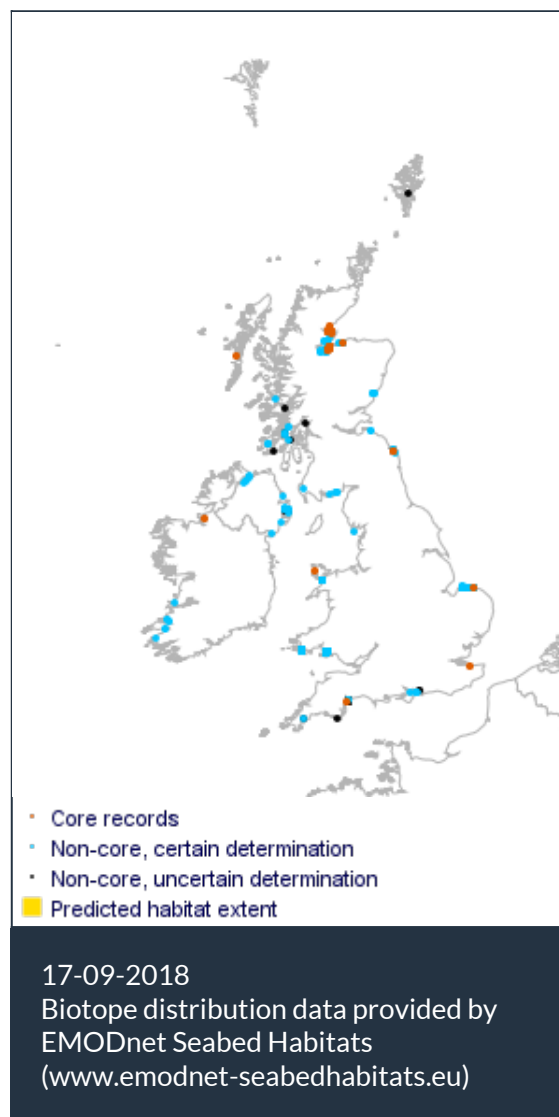 Core records
Non-core, certain determination
Non-core, uncertain determination
Predicted habitat extent
17-09-2018
Biotope distribution data provided by
EMODnet Seabed Habitats
(www.emodnet-seabedhabitats.eu)